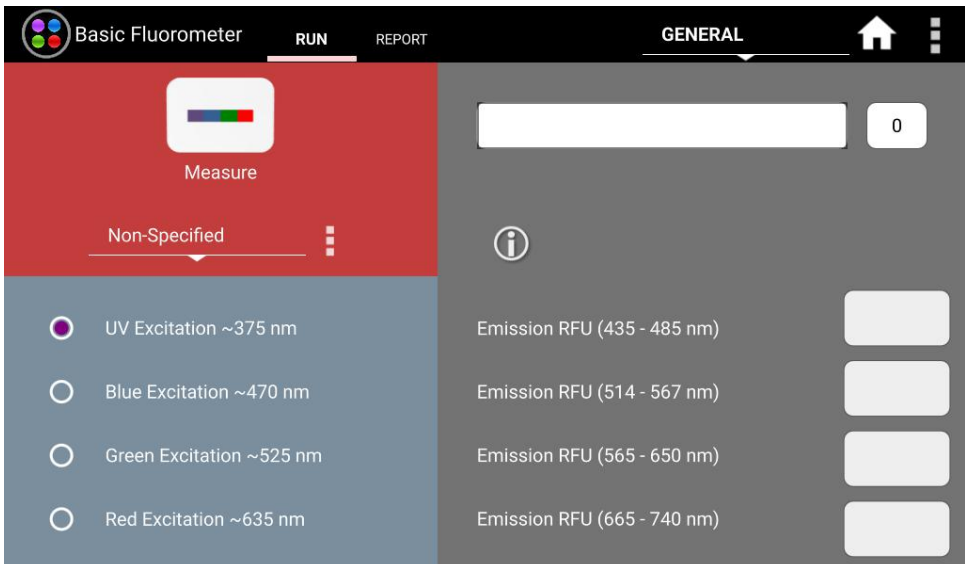 Basic Fluorometer RUN REPORT GENERAL
Measure
0
Non-Specified
UV Excitation ~375 nm
Emission RFU (435 - 485 nm)
Blue Excitation ~470 nm
Emission RFU (514 - 567 nm)
Green Excitation ~525 nm
Emission RFU (565 - 650 nm)
Red Excitation ~635 nm
Emission RFU (665 - 740 nm)